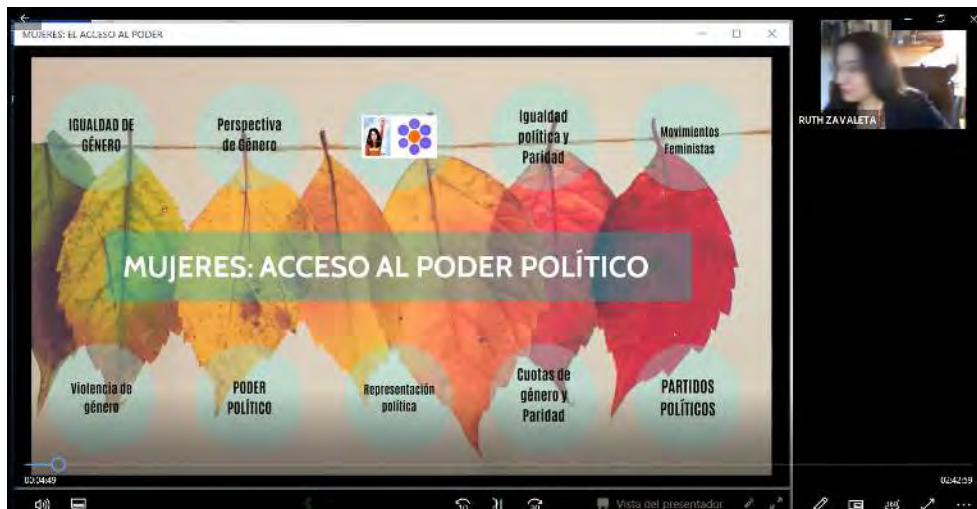 MUJERES: EL ACCESO AL PODER
RUTH ZAVALETA
IGUALDAD DE
GÉNERO
Perspectiva
de Género
Igualdad
política y
Paridad
Movimientos
Feministas
MUJERES: ACCESO AL PODER POLÍTICO
Violencia de
género
PODER
POLÍTICO
Representación
política
Cuotas de
género y
Paridad
PARTIDOS
POLÍTICOS
00:04:49
02:42:59
Vista del presentador